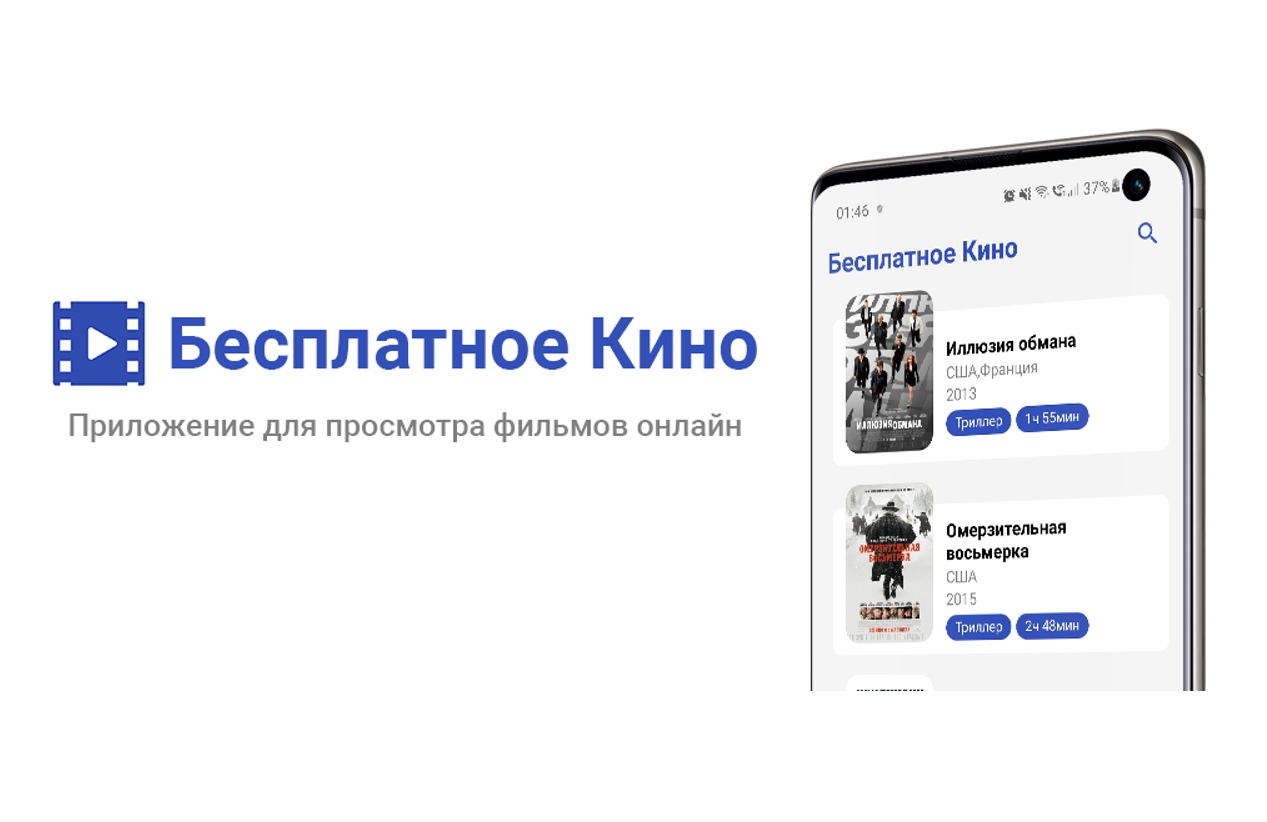 Бесплатное Кино
Приложение для просмотра фильмов онлайн
01:46
37%
Бесплатное Кино
ИЛЛЮЗИЯ ОБМАНА
Иллюзия обмана
США,Франция
2013
Триллер
1ч 55мин
ОМЕРЗИТЕЛЬНАЯ
ВОСЬМЕРКА
Омерзительная
восьмерка
США
2015
Триллер
2ч 48мин